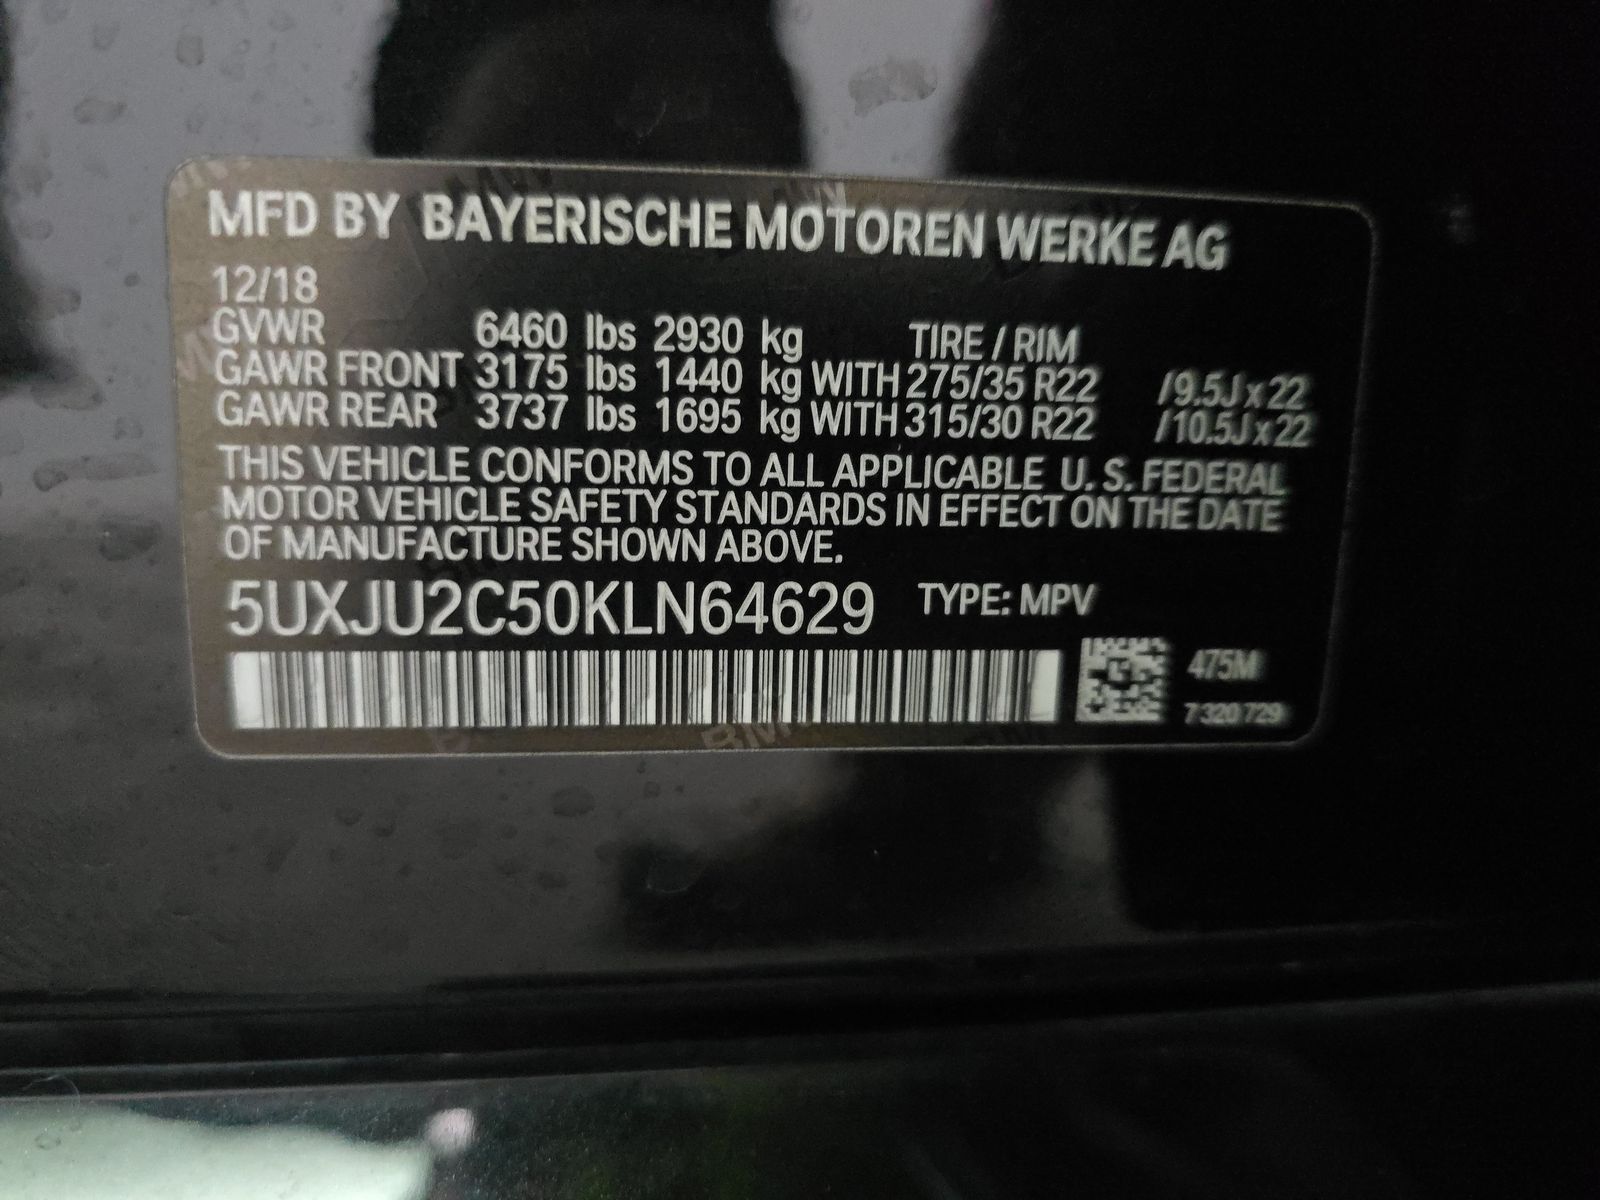 MFD BY BAYERISCHE MOTOREN WERKE AG
12/18
GVWR 6460 lbs 2930 kg TIRE / RIM
GAWR FRONT 3175 lbs 1440 kg WITH 275/35 R22 /9.5J x 22
GAWR REAR 3737 lbs 1695 kg WITH 315/30 R22 /10.5J x 22
THIS VEHICLE CONFORMS TO ALL APPLICABLE U. S. FEDERAL
MOTOR VEHICLE SAFETY STANDARDS IN EFFECT ON THE DATE
OF MANUFACTURE SHOWN ABOVE.
5UXJU2C50KLN64629 TYPE: MPV
475M
7 320 729